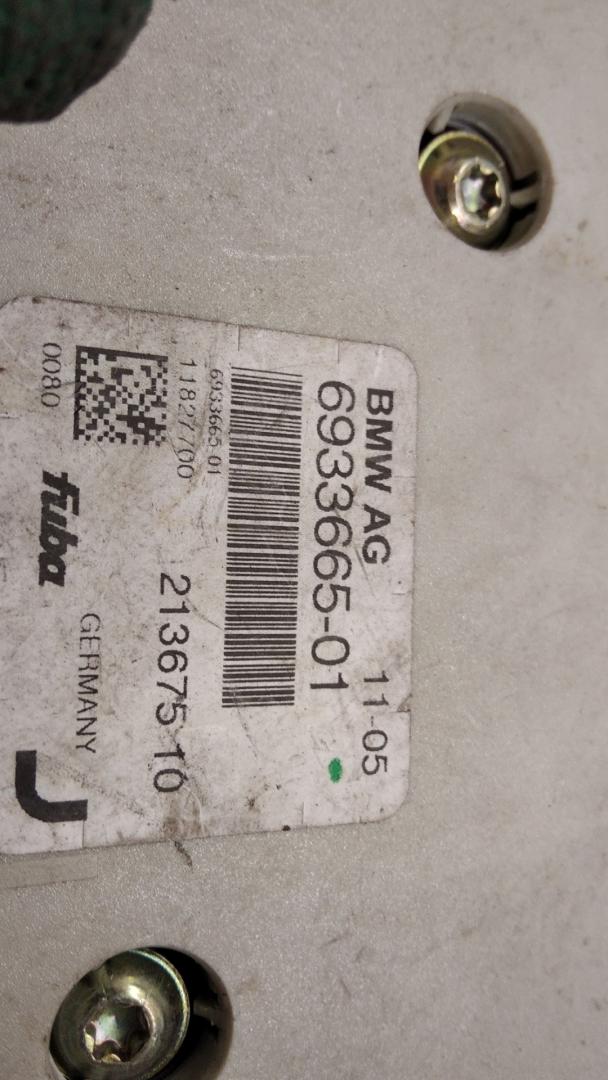 BMW AG 11-05
6933665-01
6933665-01
11827700
213675 10
0080
fuba
GERMANY
J